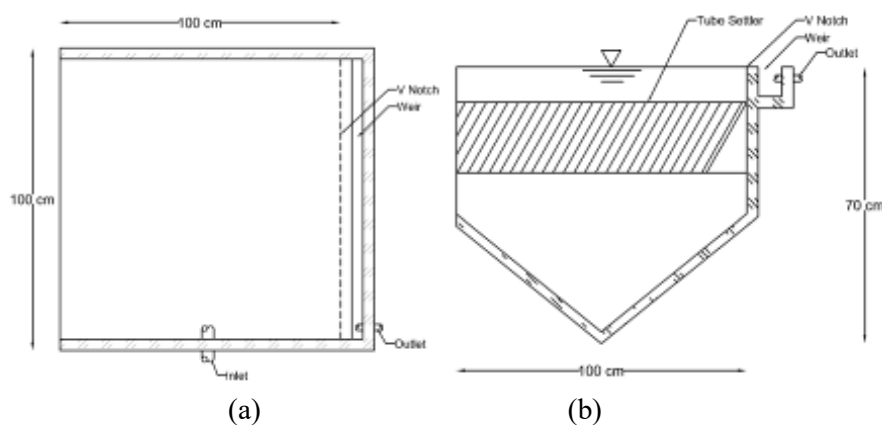 100 cm
V Notch
Weir
100 cm
Outlet
Inlet
(a)
Tube Settler
V Notch
Weir
Outlet
70 cm
100 cm
(b)